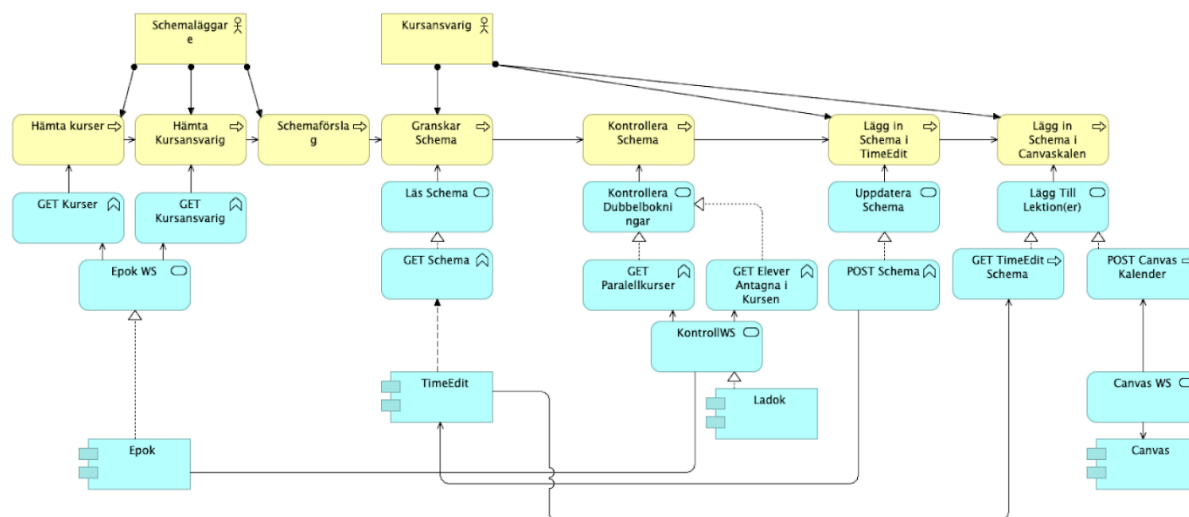 Schemaläggar
e
Kursansvarig
Hämta kurser
Hämta
Kursansvarig
Schemaförsla
g
Granskar
Schema
Kontrollera
Schema
Lägg in
Schema i
TimeEdit
Lägg in
Schema i
Canvaskalen
GET Kurser
GET
Kursansvarig
Läs Schema
Kontrollera
Dubbelbokni
ngar
Uppdatera
Schema
Lägg Till
Lektion(er)
Epok WS
GET Schema
GET
Paralellkurser
GET Elever
Antagna i
Kursen
POST Schema
GET TimeEdit
Schema
POST Canvas
Kalender
KontrollWS
TimeEdit
Ladok
Canvas WS
Epok
Canvas